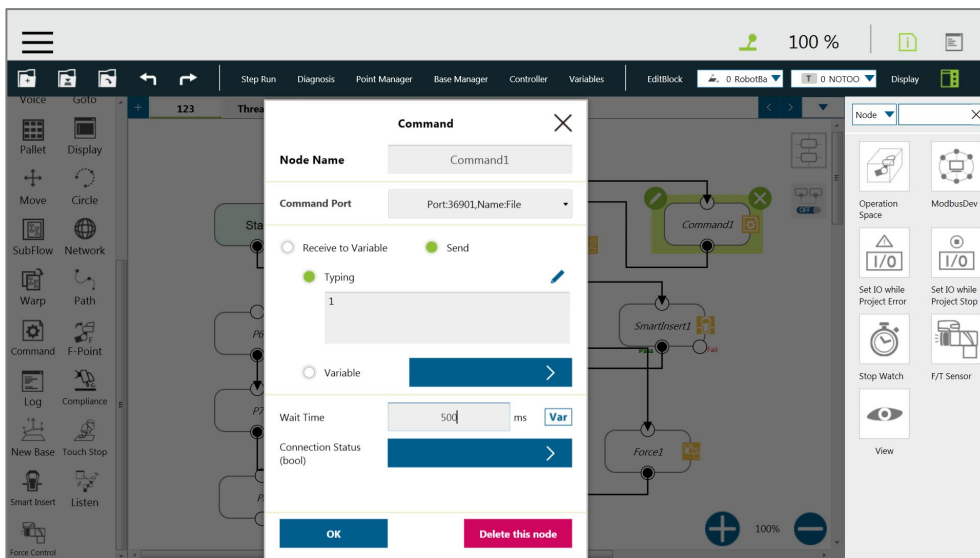 100 %
Step Run
Diagnosis
Point Manager
Base Manager
Controller
Variables
EditBlock
0 RobotBa
T 0 NOTOO
Display
Voice
Goto
Pallet
Display
Move
Circle
SubFlow
Network
Warp
Path
Command
F-Point
Log
Compliance
New Base
Touch Stop
Smart Insert
Listen
Force Control
123
Threa
Sta
P6
P7
P
Command
Node Name
Command1
Command Port
Port:36901,Name:File
Receive to Variable
Send
Typing
1
Variable
Wait Time
500
ms
Var
Connection Status
(bool)
OK
Delete this node
Command1
SmartInsert1
Pass
Fail
Force1
OFF
100%
Node
Operation
Space
ModbusDev
I/O
I/O
Set IO while
Project Error
Set IO while
Project Stop
Stop Watch
F/T Sensor
View